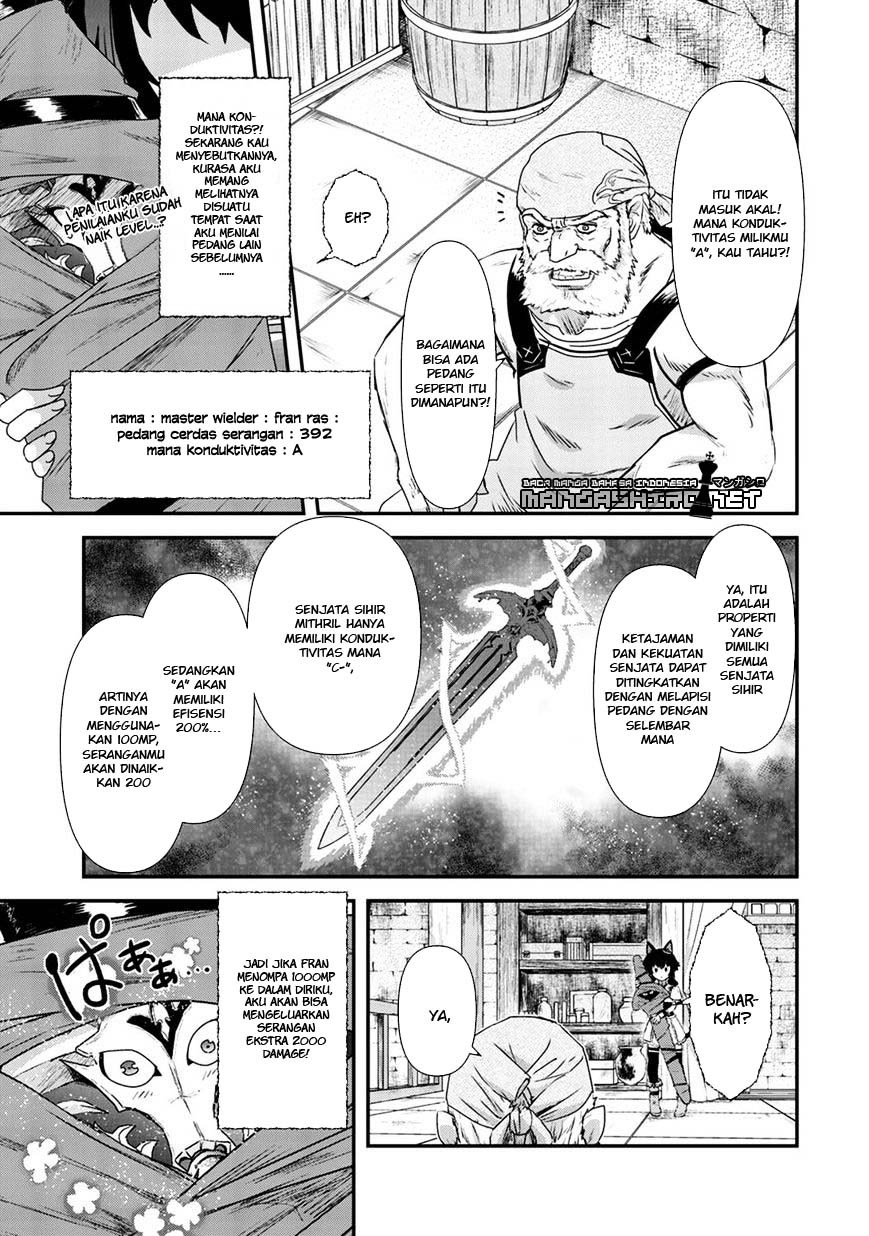 ITU TIDAK
MASUK AKAL!
MANA KONDUK-
TIVITAS MILIKMU
"A", KAU TAHU?!
BAGAIMANA
BISA ADA
PEDANG
SEPERTI ITU
DIMANAPUN?!
EH?
MANA KON-
DUKTIVITAS?!
SEKARANG KAU
MENYEBUTKANNYA,
KURASA AKU
MEMANG
MELIHATNYA
DISUATU
TEMPAT SAAT
AKU MENILAI
PEDANG LAIN
SEBELUMNYA
......
LAPA ITU KARENA
PENILAIANKU SUDAH
NAIK LEVEL...?
nama : master wielder : fran ras :
pedang cerdas serangan : 392
mana konduktivitas : A
BACA MANGA BAHASA INDONESIA
マンガシロ
MANGASHIRO.NET
YA, ITU
ADALAH
PROPERTI
YANG
DIMILIKI
SEMUA
SENJATA
SIHIR
KETAJAMAN
DAN KEKUATAN
SENJATA DAPAT
DITINGKATKAN
DENGAN MELAPISI
PEDANG DENGAN
SELEMBAR
MANA
SENJATA SIHIR
MITHRIL HANYA
MEMILIKI KONDUK-
TIVITAS MANA
"C-",
SEDANGKAN
"A" AKAN
MEMILIKI
EFISENSI
200%...
ARTINYA
DENGAN
MENGGUNA-
KAN 100MP,
SERANGANMU
AKAN DINAIK-
KAN 200
BENAR-
KAH?
YA,
JADI JIKA FRAN
MENOMPA 1000MP
KE DALAM DIRIKU,
AKU AKAN BISA
MENGELUARKAN
SERANGAN
EKSTRA 2000
DAMAGE!
ぱぁぁ…